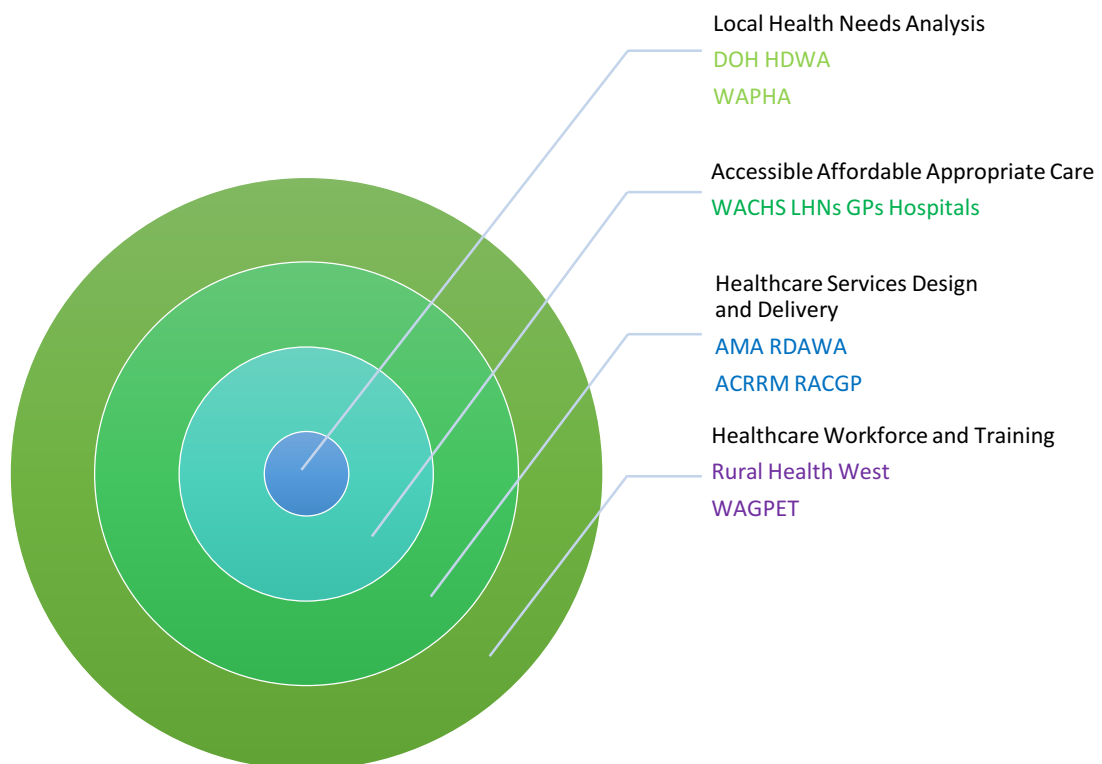 Local Health Needs Analysis
DOH HDWA
WAPHA
Accessible Affordable Appropriate Care
WACHS LHNs GPs Hospitals
Healthcare Services Design
and Delivery
AMA RDAWA
ACRRM RACGP
Healthcare Workforce and Training
Rural Health West
WAGPET